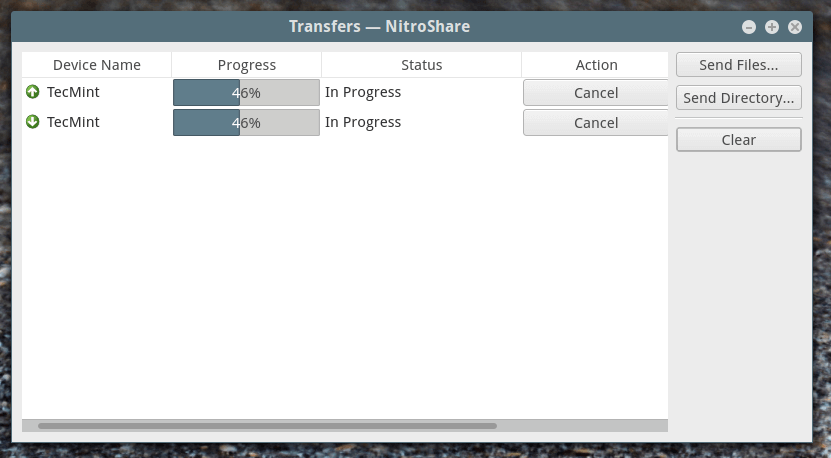 Transfers — NitroShare
Device Name Progress Status Action
TecMint 46% In Progress Cancel
TecMint 46% In Progress Cancel
Send Files...
Send Directory...
Clear